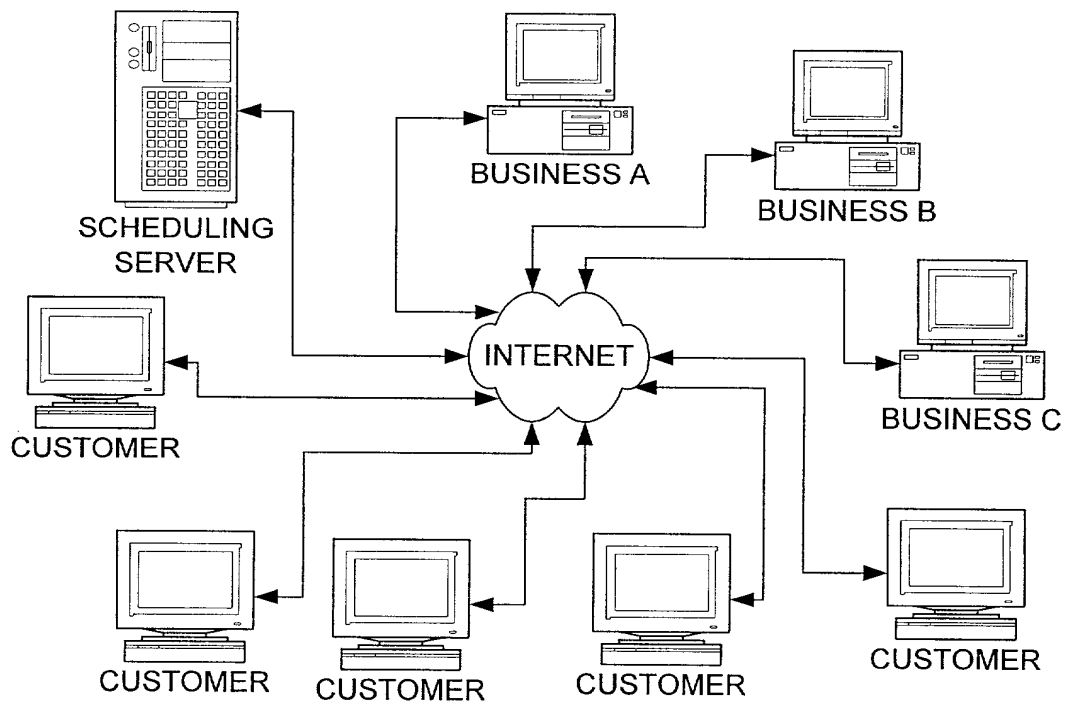 BUSINESS A
BUSINESS B
SCHEDULING
SERVER
INTERNET
BUSINESS C
CUSTOMER
CUSTOMER
CUSTOMER
CUSTOMER
CUSTOMER